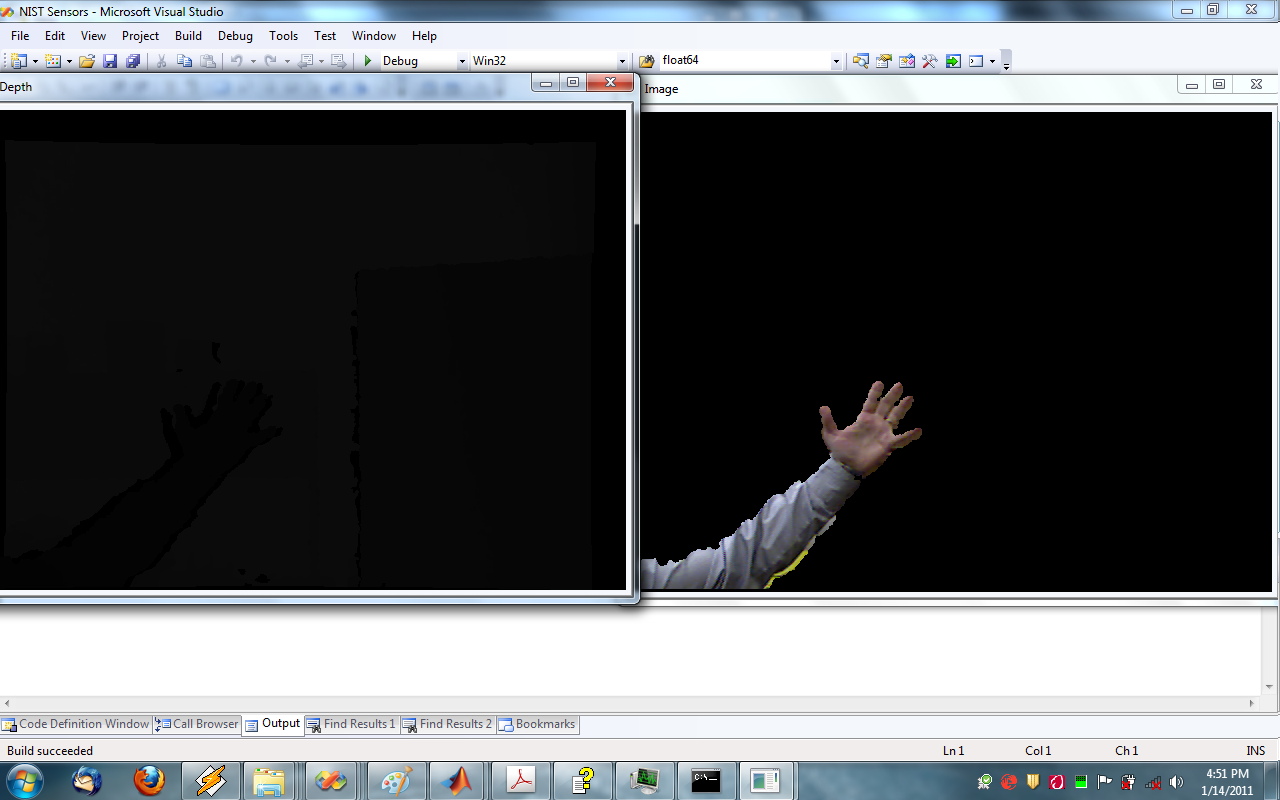 NIST Sensors - Microsoft Visual Studio
File Edit View Project Build Debug Tools Test Window Help
Debug Win32 float64
Depth
Image
Code Definition Window Call Browser Output Find Results 1 Find Results 2 Bookmarks
Build succeeded Ln 1 Col 1 Ch 1 INS
C:\
4:51 PM
1/14/2011